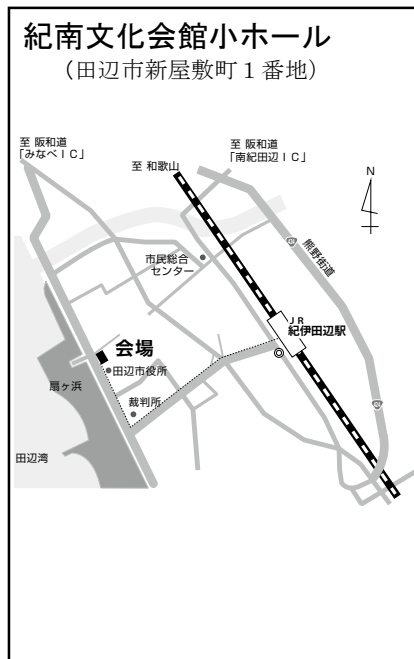 紀南文化会館小ホール
（田辺市新屋敷町１番地）
至 阪和道
「みなべＩＣ」
至 和歌山
至 阪和道
「南紀田辺ＩＣ」
N
熊野街道
市民総合
センター
ＪＲ
紀伊田辺駅
会場
田辺市役所
扇ヶ浜
裁判所
田辺湾